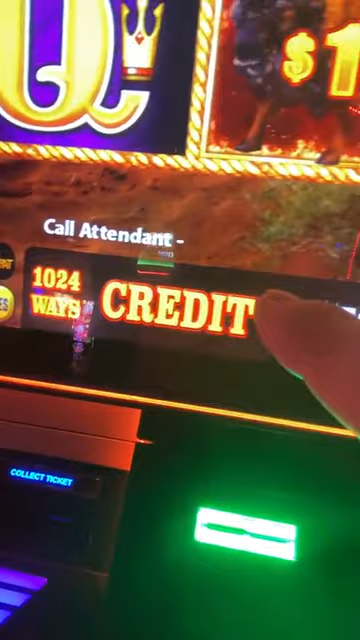 $1
Call Attendant -
1024
WAYS
CREDIT
COLLECT TICKET